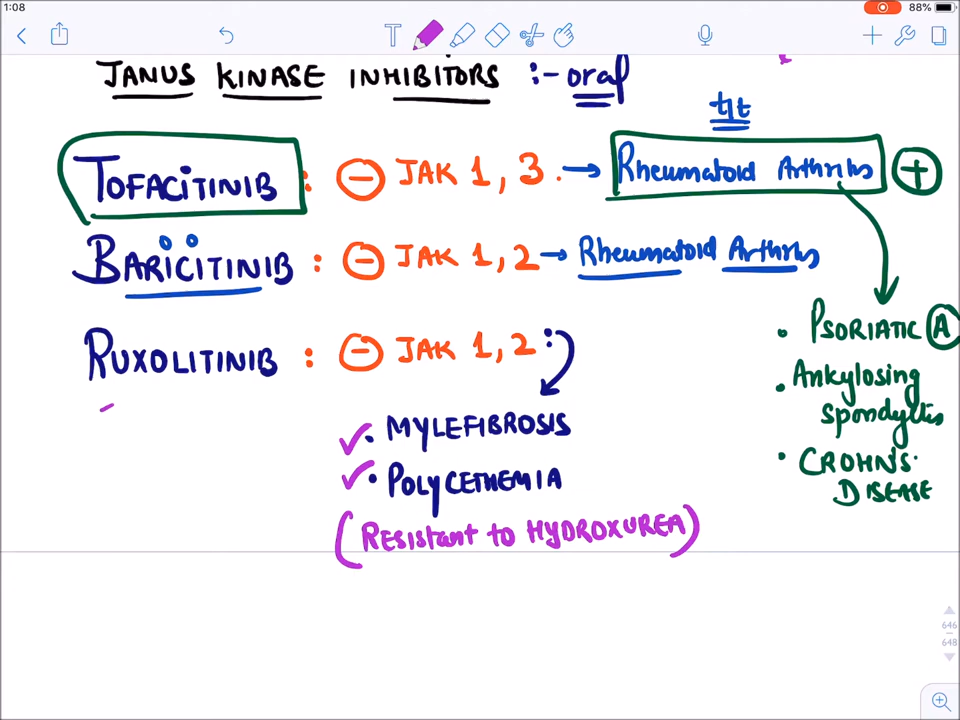 1:08
88%
JANUS KINASE INHIBITORS :- oral
t/t
TOFACITINIB : - JAK 1, 3. → Rheumatoid Arthritis +
BARICITINIB : - JAK 1, 2 → Rheumatoid Arthritis
RUXOLITINIB : - JAK 1, 2 :
• PSORIATIC A
• Ankylosing
spondylitis
• CROHN'S.
DISEASE
✓• MYLEFIBROSIS
✓• POLYCETHEMIA
(Resistant to HYDROXUREA)
646
648